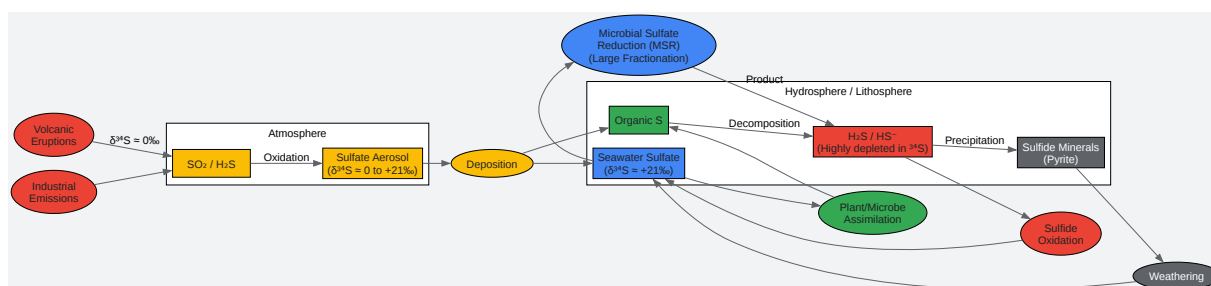 Microbial Sulfate
Reduction (MSR)
(Large Fractionation)
Product
Hydrosphere / Lithosphere
Volcanic
Eruptions
δ³⁴S ≈ 0‰
Atmosphere
Organic S
Decomposition
H₂S / HS⁻
(Highly depleted in ³⁴S)
Precipitation
Sulfide Minerals
(Pyrite)
SO₂ / H₂S
Oxidation
Sulfate Aerosol
(δ³⁴S ≈ 0 to +21‰)
Deposition
Seawater Sulfate
(δ³⁴S ≈ +21‰)
Industrial
Emissions
Plant/Microbe
Assimilation
Sulfide
Oxidation
Weathering